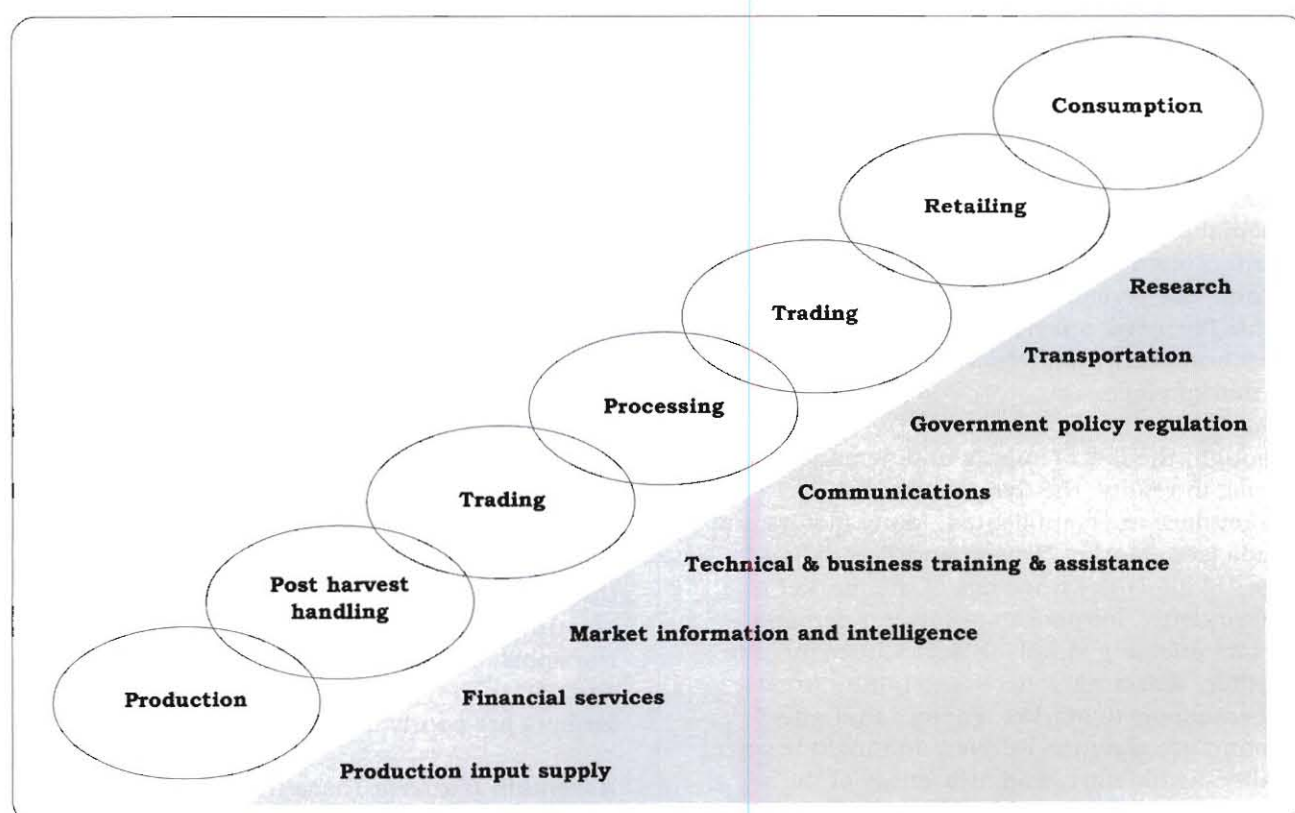 Consumption
Retailing
Research
Trading
Transportation
Processing
Government policy regulation
Trading
Communications
Technical & business training & assistance
Post harvest
handling
Market information and intelligence
Production
Financial services
Production input supply